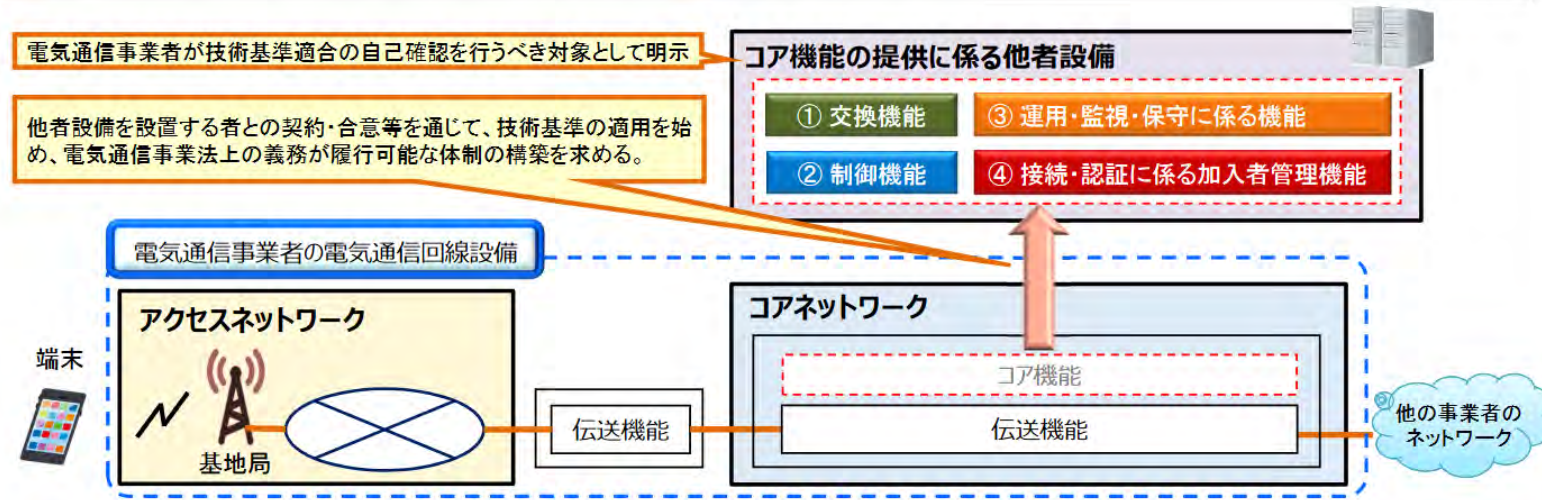 電気通信事業者が技術基準適合の自己確認を行うべき対象として明示
他者設備を設置する者との契約・合意等を通じて、技術基準の適用を始
め、電気通信事業法上の義務が履行可能な体制の構築を求める。
コア機能の提供に係る他者設備
① 交換機能
③ 運用・監視・保守に係る機能
② 制御機能
④ 接続・認証に係る加入者管理機能
電気通信事業者の電気通信回線設備
アクセスネットワーク
コアネットワーク
端末
基地局
伝送機能
コア機能
伝送機能
他の事業者の
ネットワーク